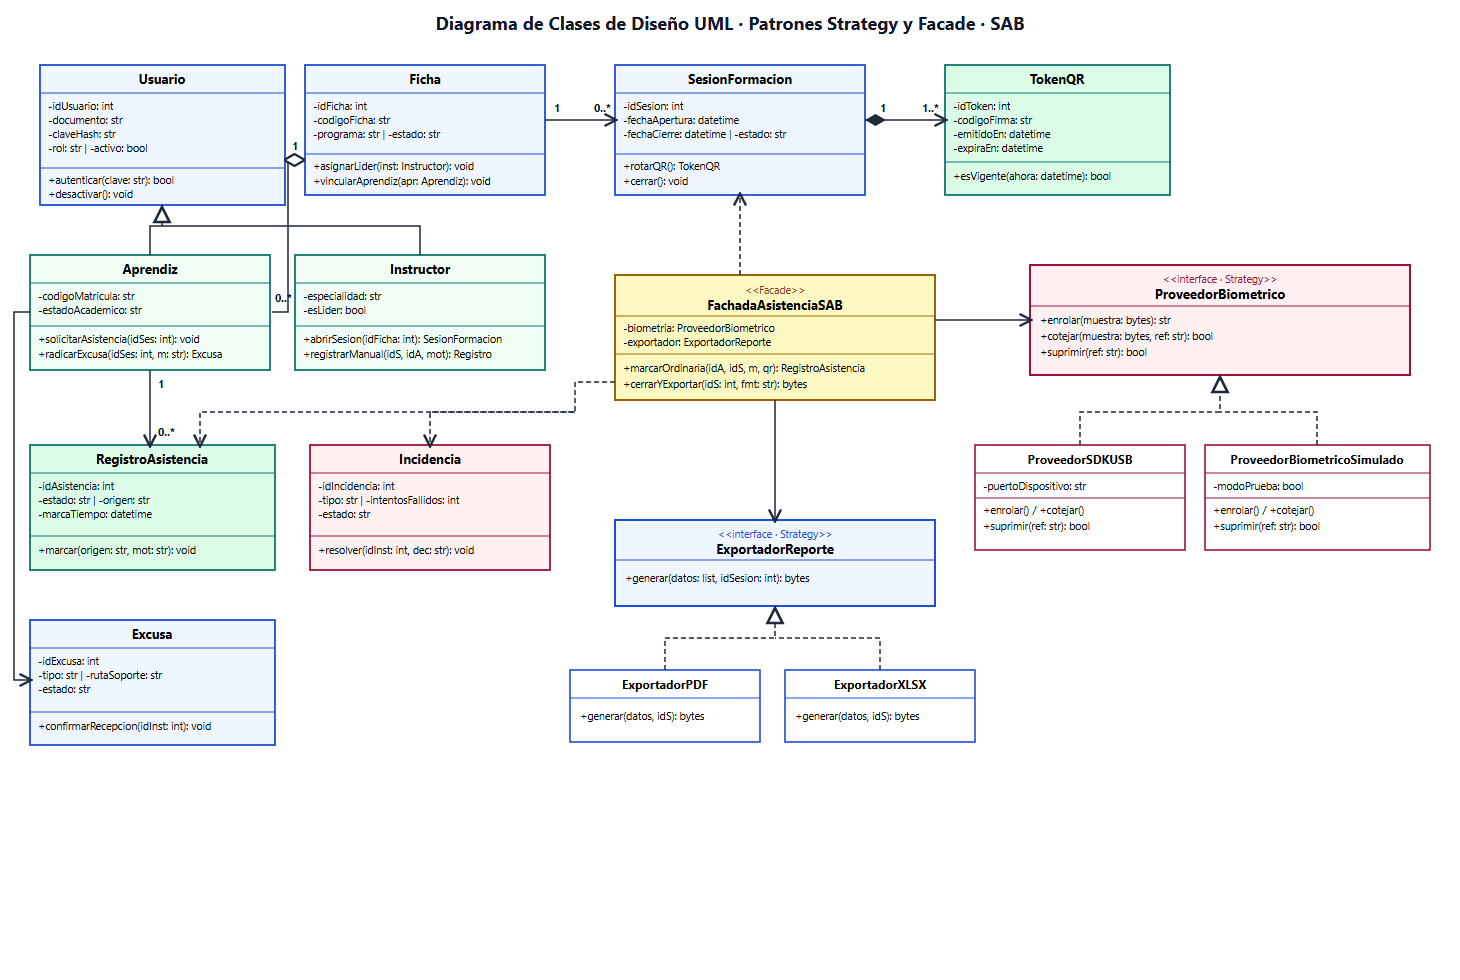 Diagrama de Clases de Diseño UML · Patrones Strategy y Facade · SAB
Usuario
-idUsuario: int
-documento: str
-claveHash: str
-rol: str | -activo: bool
+autenticar(clave: str): bool
+desactivar(): void
Ficha
-idFicha: int
-codigoFicha: str
-programa: str | -estado: str
+asignarLider(inst: Instructor): void
+vincularAprendiz(apr: Aprendiz): void
1
1
0..*
SesionFormacion
-idSesion: int
-fechaApertura: datetime
-fechaCierre: datetime | -estado: str
+rotarQR(): TokenQR
+cerrar(): void
1
1..*
TokenQR
-idToken: int
-codigoFirma: str
-emitidoEn: datetime
-expiraEn: datetime
+esVigente(ahora: datetime): bool
Aprendiz
-codigoMatricula: str
-estadoAcademico: str
+solicitarAsistencia(idSes: int): void
+radicarExcusa(idSes: int, m: str): Excusa
0..*
Instructor
-especialidad: str
-esLider: bool
+abrirSesion(idFicha: int): SesionFormacion
+registrarManual(idS, idA, mot): Registro
<<Facade>>
FachadaAsistenciaSAB
-biometria: ProveedorBiometrico
-exportador: ExportadorReporte
+marcarOrdinaria(idA, idS, m, qr): RegistroAsistencia
+cerrarYExportar(idS: int, fmt: str): bytes
<<interface · Strategy>>
ProveedorBiometrico
+enrolar(muestra: bytes): str
+cotejar(muestra: bytes, ref: str): bool
+suprimir(ref: str): bool
1
0..*
RegistroAsistencia
-idAsistencia: int
-estado: str | -origen: str
-marcaTiempo: datetime
+marcar(origen: str, mot: str): void
Incidencia
-idIncidencia: int
-tipo: str | -intentosFallidos: int
-estado: str
+resolver(idInst: int, dec: str): void
ProveedorSDKUSB
-puertoDispositivo: str
+enrolar() / +cotejar()
+suprimir(ref: str): bool
ProveedorBiometricoSimulado
-modoPrueba: bool
+enrolar() / +cotejar()
+suprimir(ref: str): bool
<<interface · Strategy>>
ExportadorReporte
+generar(datos: list, idSesion: int): bytes
Excusa
-idExcusa: int
-tipo: str | -rutaSoporte: str
-estado: str
+confirmarRecepcion(idInst: int): void
ExportadorPDF
+generar(datos, idS): bytes
ExportadorXLSX
+generar(datos, idS): bytes